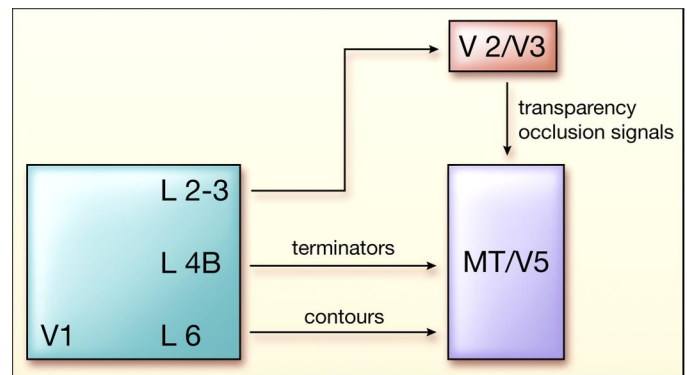 V 2/V3
transparency
occlusion signals
L 2-3
terminators
L 4B
MT/V5
contours
V1
L 6